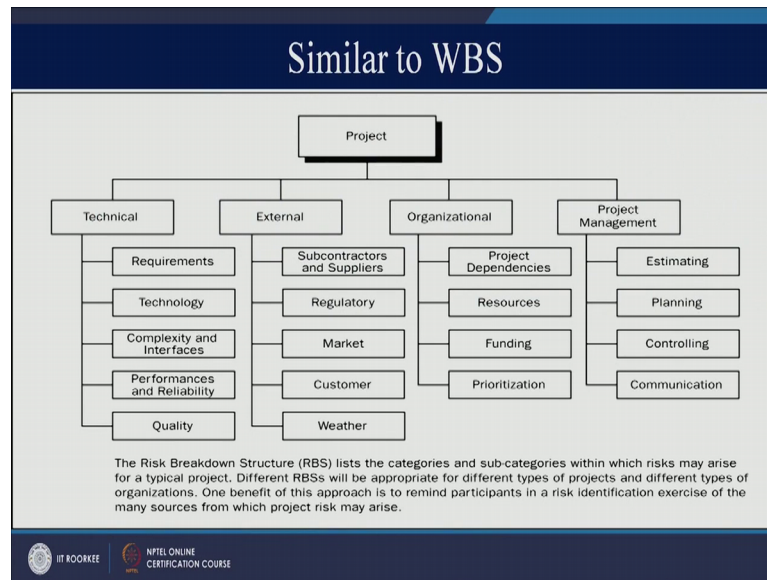 Similar to WBS
Project
Technical
External
Organizational
Project
Management
Requirements
Technology
Complexity and
Interfaces
Performances
and Reliability
Quality
Subcontractors
and Suppliers
Regulatory
Market
Customer
Weather
Project
Dependencies
Resources
Funding
Prioritization
Estimating
Planning
Controlling
Communication
The Risk Breakdown Structure (RBS) lists the categories and sub-categories within which risks may arise
for a typical project. Different RBSs will be appropriate for different types of projects and different types of
organizations. One benefit of this approach is to remind participants in a risk identification exercise of the
many sources from which project risk may arise.
IIT ROORKEE
NPTEL ONLINE
CERTIFICATION COURSE